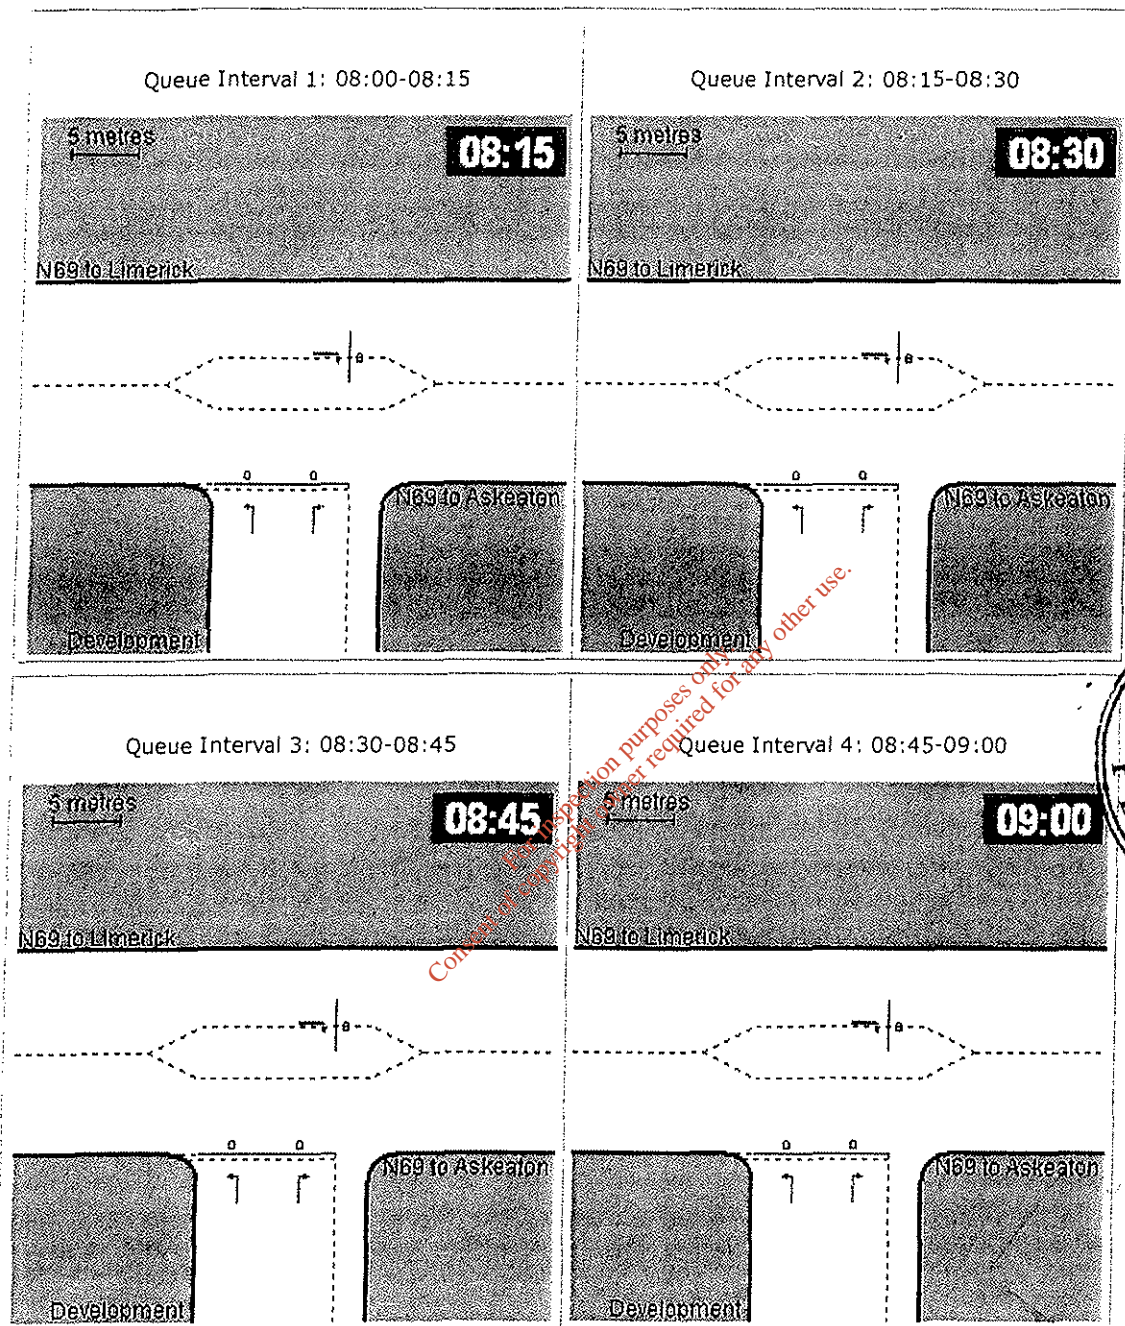 Queue Interval 1: 08:00-08:15
5 metres
08:15
N69 to Limerick
0
0 0
N69 to Askeaton
Development
Queue Interval 2: 08:15-08:30
5 metres
08:30
N69 to Limerick
0
0 0
N69 to Askeaton
Development
Queue Interval 3: 08:30-08:45
5 metres
08:45
N69 to Limerick
0
0 0
N69 to Askeaton
Development
Queue Interval 4: 08:45-09:00
5 metres
09:00
N69 to Limerick
0
0 0
N69 to Askeaton
Development
For inspection purposes only.
Consent of copyright owner required for any other use.